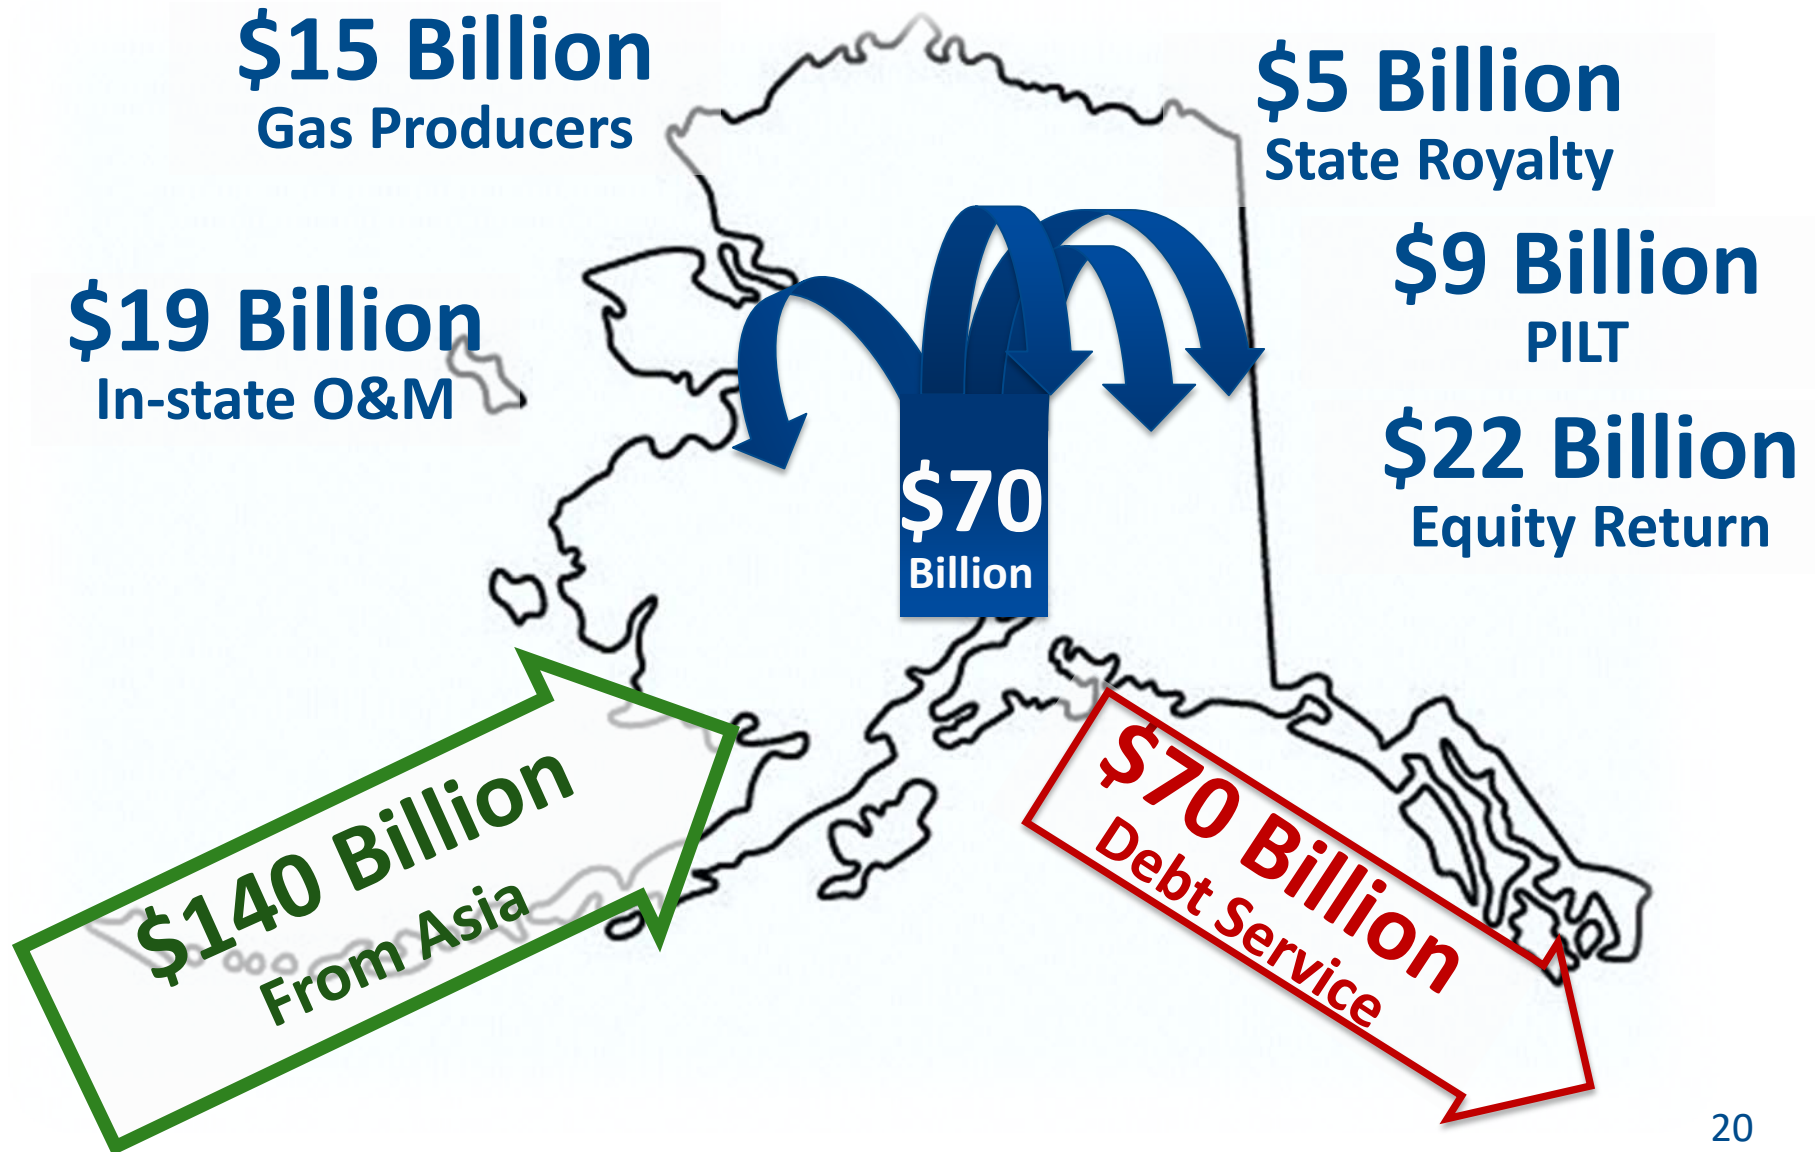 $15 Billion
Gas Producers
$5 Billion
State Royalty
$9 Billion
PILT
$19 Billion
In-state O&M
$22 Billion
Equity Return
$70
Billion
$140 Billion
From Asia
$70 Billion
Debt Service
20